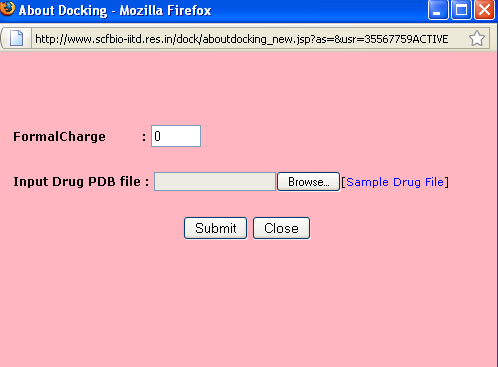 About Docking - Mozilla Firefox
http://www.scfbio-iitd.res.in/dock/aboutdocking_new.jsp?as=&usr=35567759ACTIVE
FormalCharge : 0
Input Drug PDB file : Browse... [Sample Drug File]
Submit Close